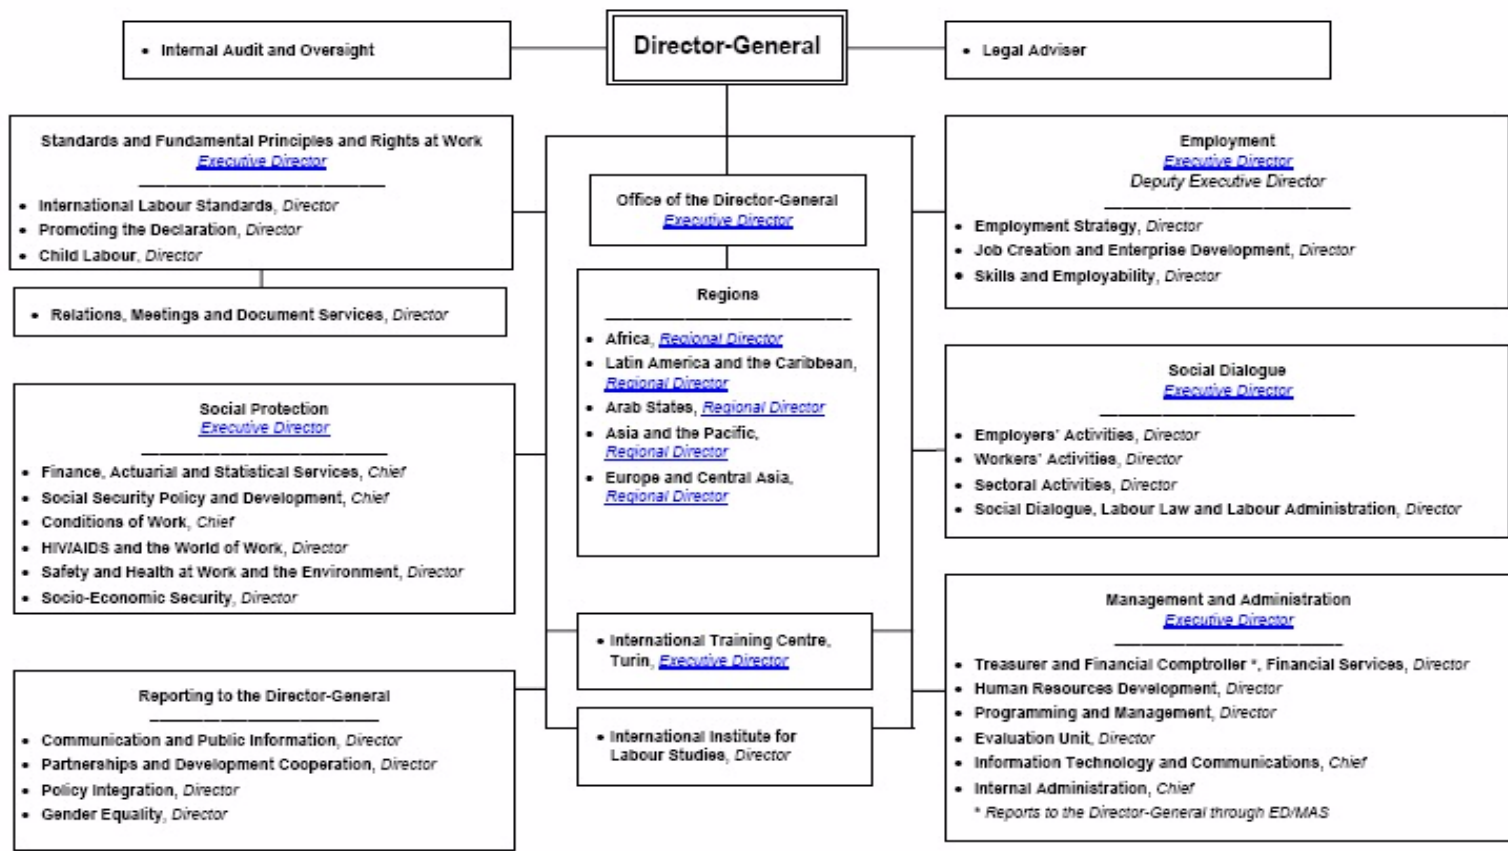 • Internal Audit and Oversight
Director-General
• Legal Adviser
Standards and Fundamental Principles and Rights at Work
Executive Director
• International Labour Standards, Director
• Promoting the Declaration, Director
• Child Labour, Director
• Relations, Meetings and Document Services, Director
Social Protection
Executive Director
• Finance, Actuarial and Statistical Services, Chief
• Social Security Policy and Development, Chief
• Conditions of Work, Chief
• HIV/AIDS and the World of Work, Director
• Safety and Health at Work and the Environment, Director
• Socio-Economic Security, Director
Reporting to the Director-General
• Communication and Public Information, Director
• Partnerships and Development Cooperation, Director
• Policy Integration, Director
• Gender Equality, Director
Office of the Director-General
Executive Director
Regions
• Africa, Regional Director
• Latin America and the Caribbean,
Regional Director
• Arab States, Regional Director
• Asia and the Pacific,
Regional Director
• Europe and Central Asia,
Regional Director
• International Training Centre,
Turin, Executive Director
• International Institute for
Labour Studies, Director
Employment
Executive Director
Deputy Executive Director
• Employment Strategy, Director
• Job Creation and Enterprise Development, Director
• Skills and Employability, Director
Social Dialogue
Executive Director
• Employers' Activities, Director
• Workers' Activities, Director
• Sectoral Activities, Director
• Social Dialogue, Labour Law and Labour Administration, Director
Management and Administration
Executive Director
• Treasurer and Financial Comptroller *, Financial Services, Director
• Human Resources Development, Director
• Programming and Management, Director
• Evaluation Unit, Director
• Information Technology and Communications, Chief
• Internal Administration, Chief
* Reports to the Director-General through ED/MAS